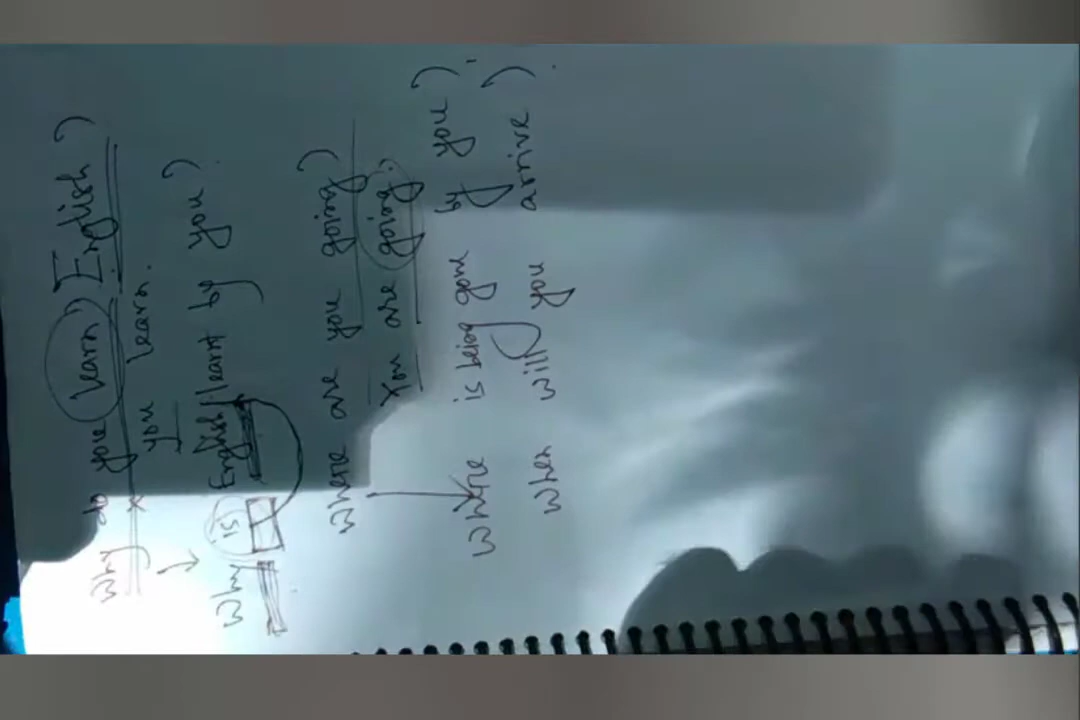 Why do you learn English?
you learn.
Why is English learnt by you?
Where are you going?
You are going.
Where is being gone by you?
When will you arrive?